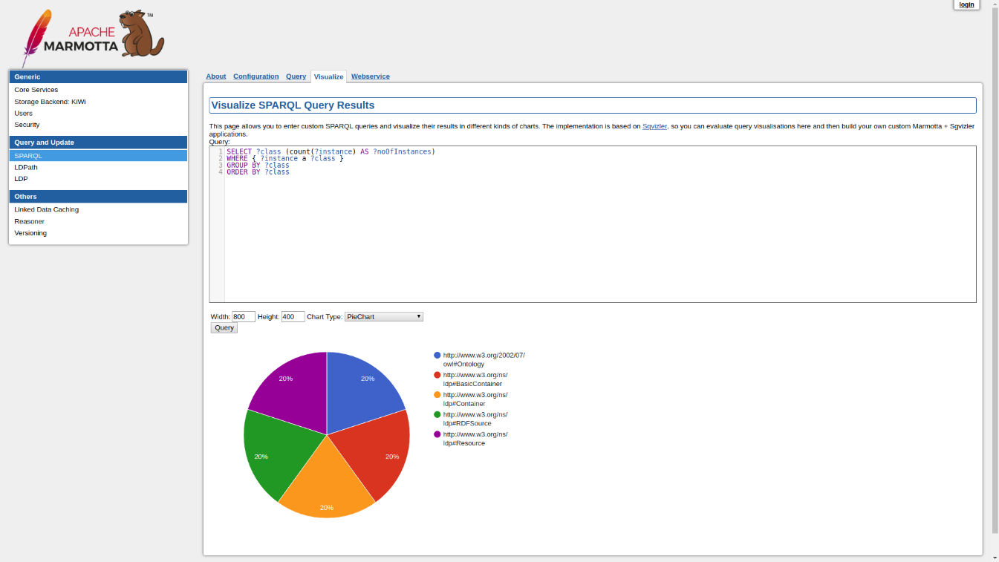 login
APACHE
MARMOTTA
TM
Generic
Core Services
Storage Backend: KiWi
Users
Security
Query and Update
SPARQL
LDPath
LDP
Others
Linked Data Caching
Reasoner
Versioning
About Configuration Query Visualize Webservice
Visualize SPARQL Query Results
This page allows you to enter custom SPARQL queries and visualize their results in different kinds of charts. The implementation is based on Sqvizler, so you can evaluate query visualisations here and then build your own custom Marmotta + Sgvizler
applications.
Query:
1 SELECT ?class (count(?instance) AS ?noOfInstances)
2 WHERE { ?instance a ?class }
3 GROUP BY ?class
4 ORDER BY ?class
Width: 800 Height: 400 Chart Type: PieChart
Query
20%
20%
20%
20%
20%
http://www.w3.org/2002/07/
owl#Ontology
http://www.w3.org/ns/
ldp#BasicContainer
http://www.w3.org/ns/
ldp#Container
http://www.w3.org/ns/
ldp#RDFSource
http://www.w3.org/ns/
ldp#Resource